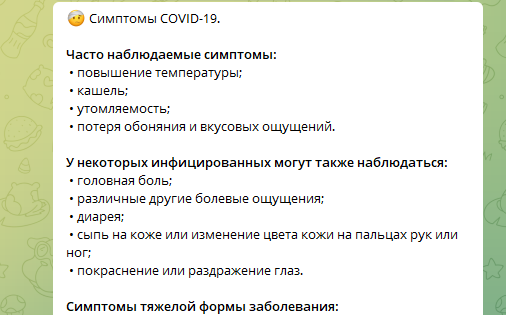 🤨 Симптомы COVID-19.
Часто наблюдаемые симптомы:
• повышение температуры;
• кашель;
• утомляемость;
• потеря обоняния и вкусовых ощущений.
У некоторых инфицированных могут также наблюдаться:
• головная боль;
• различные другие болевые ощущения;
• диарея;
• сыпь на коже или изменение цвета кожи на пальцах рук или
ног;
• покраснение или раздражение глаз.
Симптомы тяжелой формы заболевания: